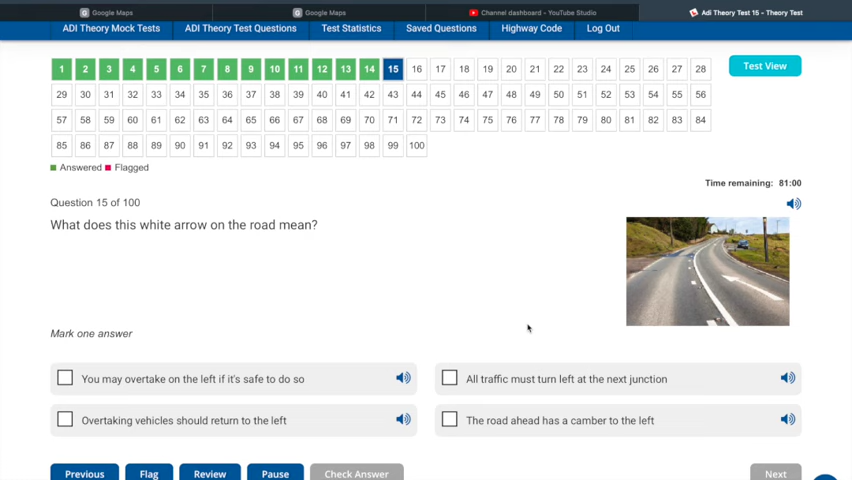 Google Maps
Google Maps
Channel dashboard - YouTube Studio
Adi Theory Test 15 - Theory Test
ADI Theory Mock Tests ADI Theory Test Questions Test Statistics Saved Questions Highway Code Log Out
1 2 3 4 5 6 7 8 9 10 11 12 13 14 15 16 17 18 19 20 21 22 23 24 25 26 27 28
Test View
29 30 31 32 33 34 35 36 37 38 39 40 41 42 43 44 45 46 47 48 49 50 51 52 53 54 55 56
57 58 59 60 61 62 63 64 65 66 67 68 69 70 71 72 73 74 75 76 77 78 79 80 81 82 83 84
85 86 87 88 89 90 91 92 93 94 95 96 97 98 99 100
Answered Flagged
Time remaining: 81:00
Question 15 of 100
What does this white arrow on the road mean?
Mark one answer
You may overtake on the left if it's safe to do so
All traffic must turn left at the next junction
Overtaking vehicles should return to the left
The road ahead has a camber to the left
Previous Flag Review Pause Check Answer Next